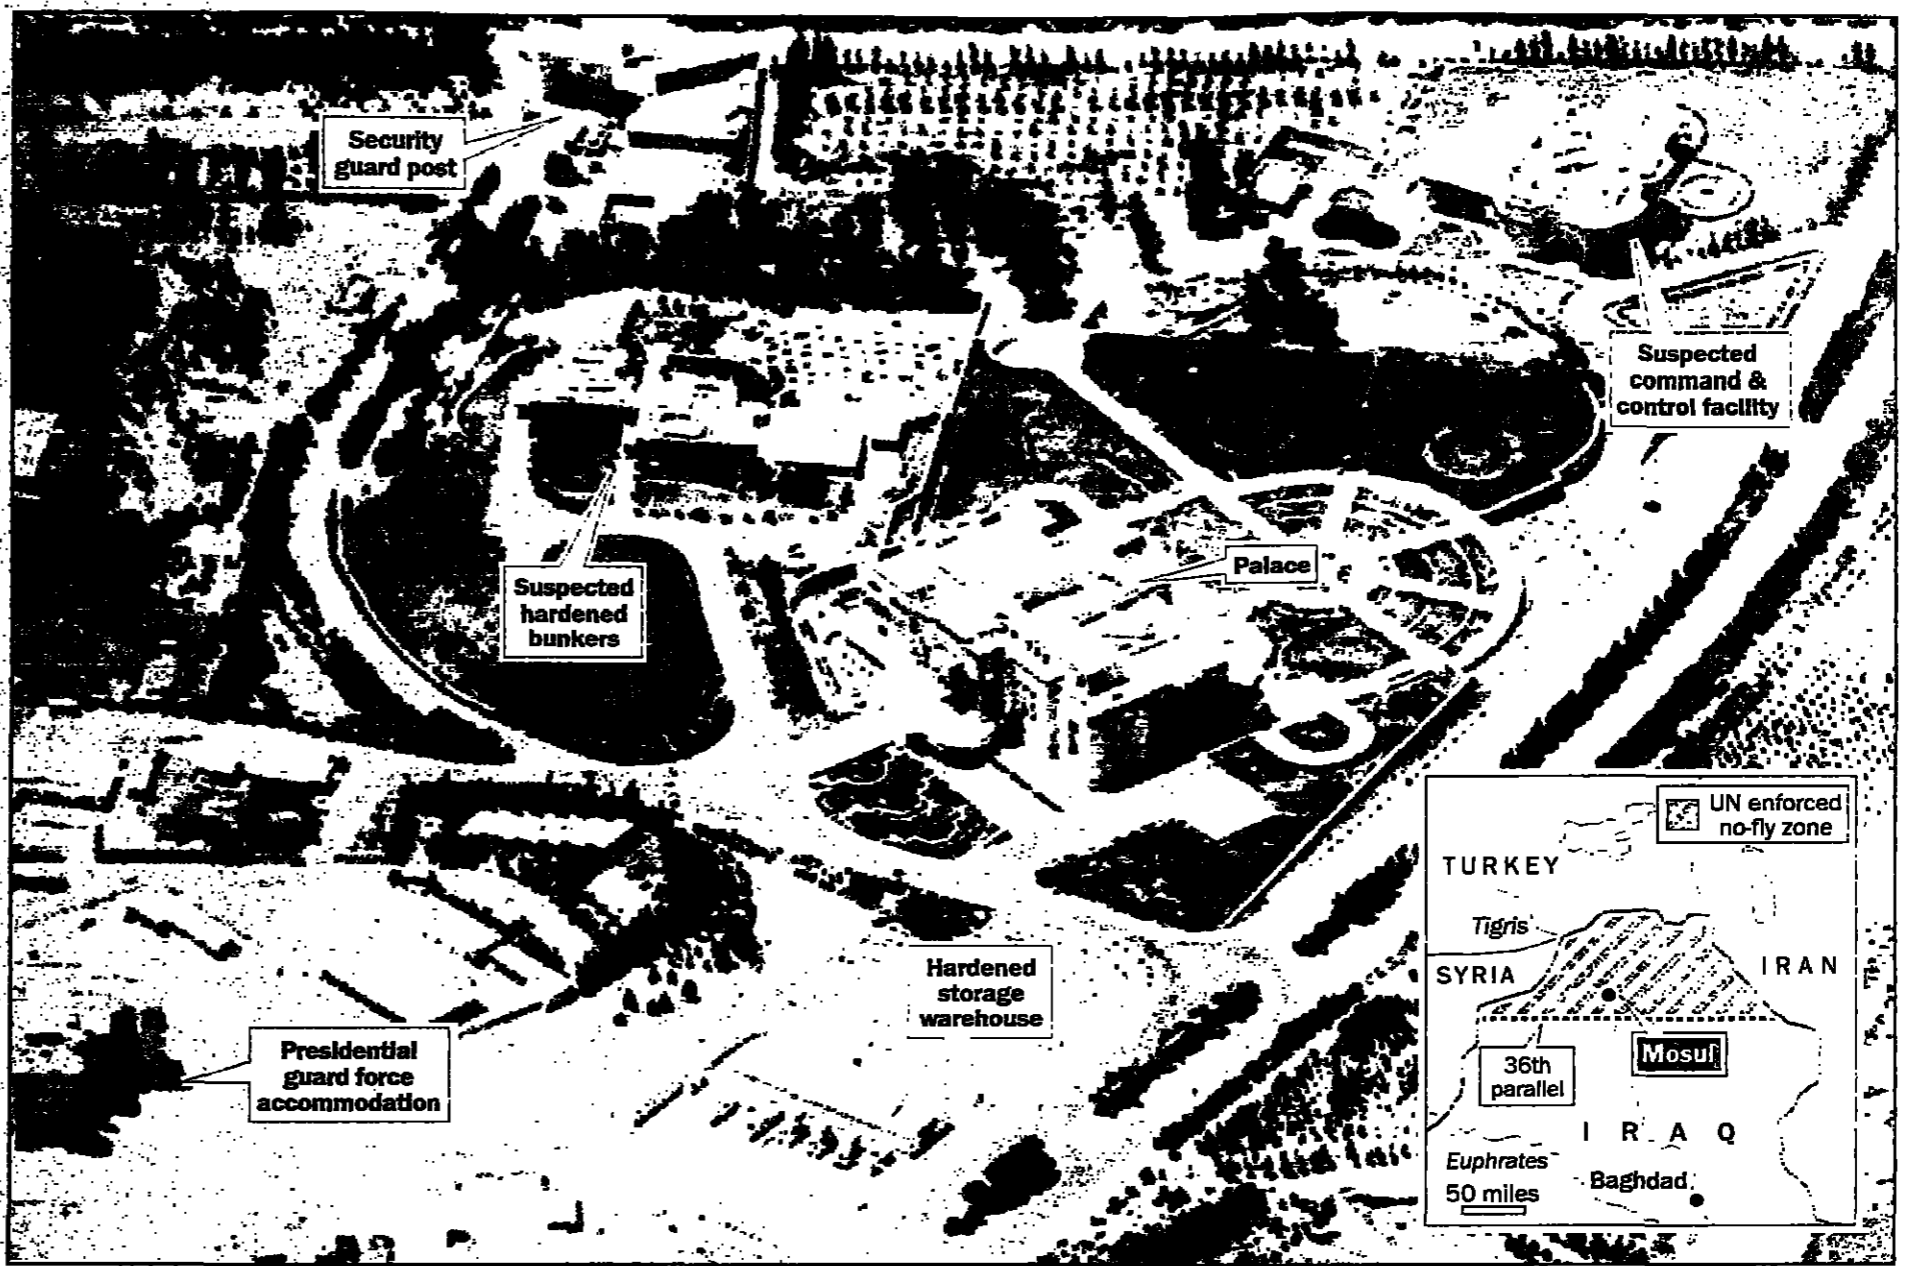 Security
guard post
Suspected
command &
control facility
Palace
Suspected
hardened
bunkers
Hardened
storage
warehouse
Presidential
guard force
accommodation
UN enforced
no-fly zone
TURKEY
Tigris
SYRIA
IRAN
Mosul
36th
parallel
IRAQ
Euphrates
Baghdad
50 miles